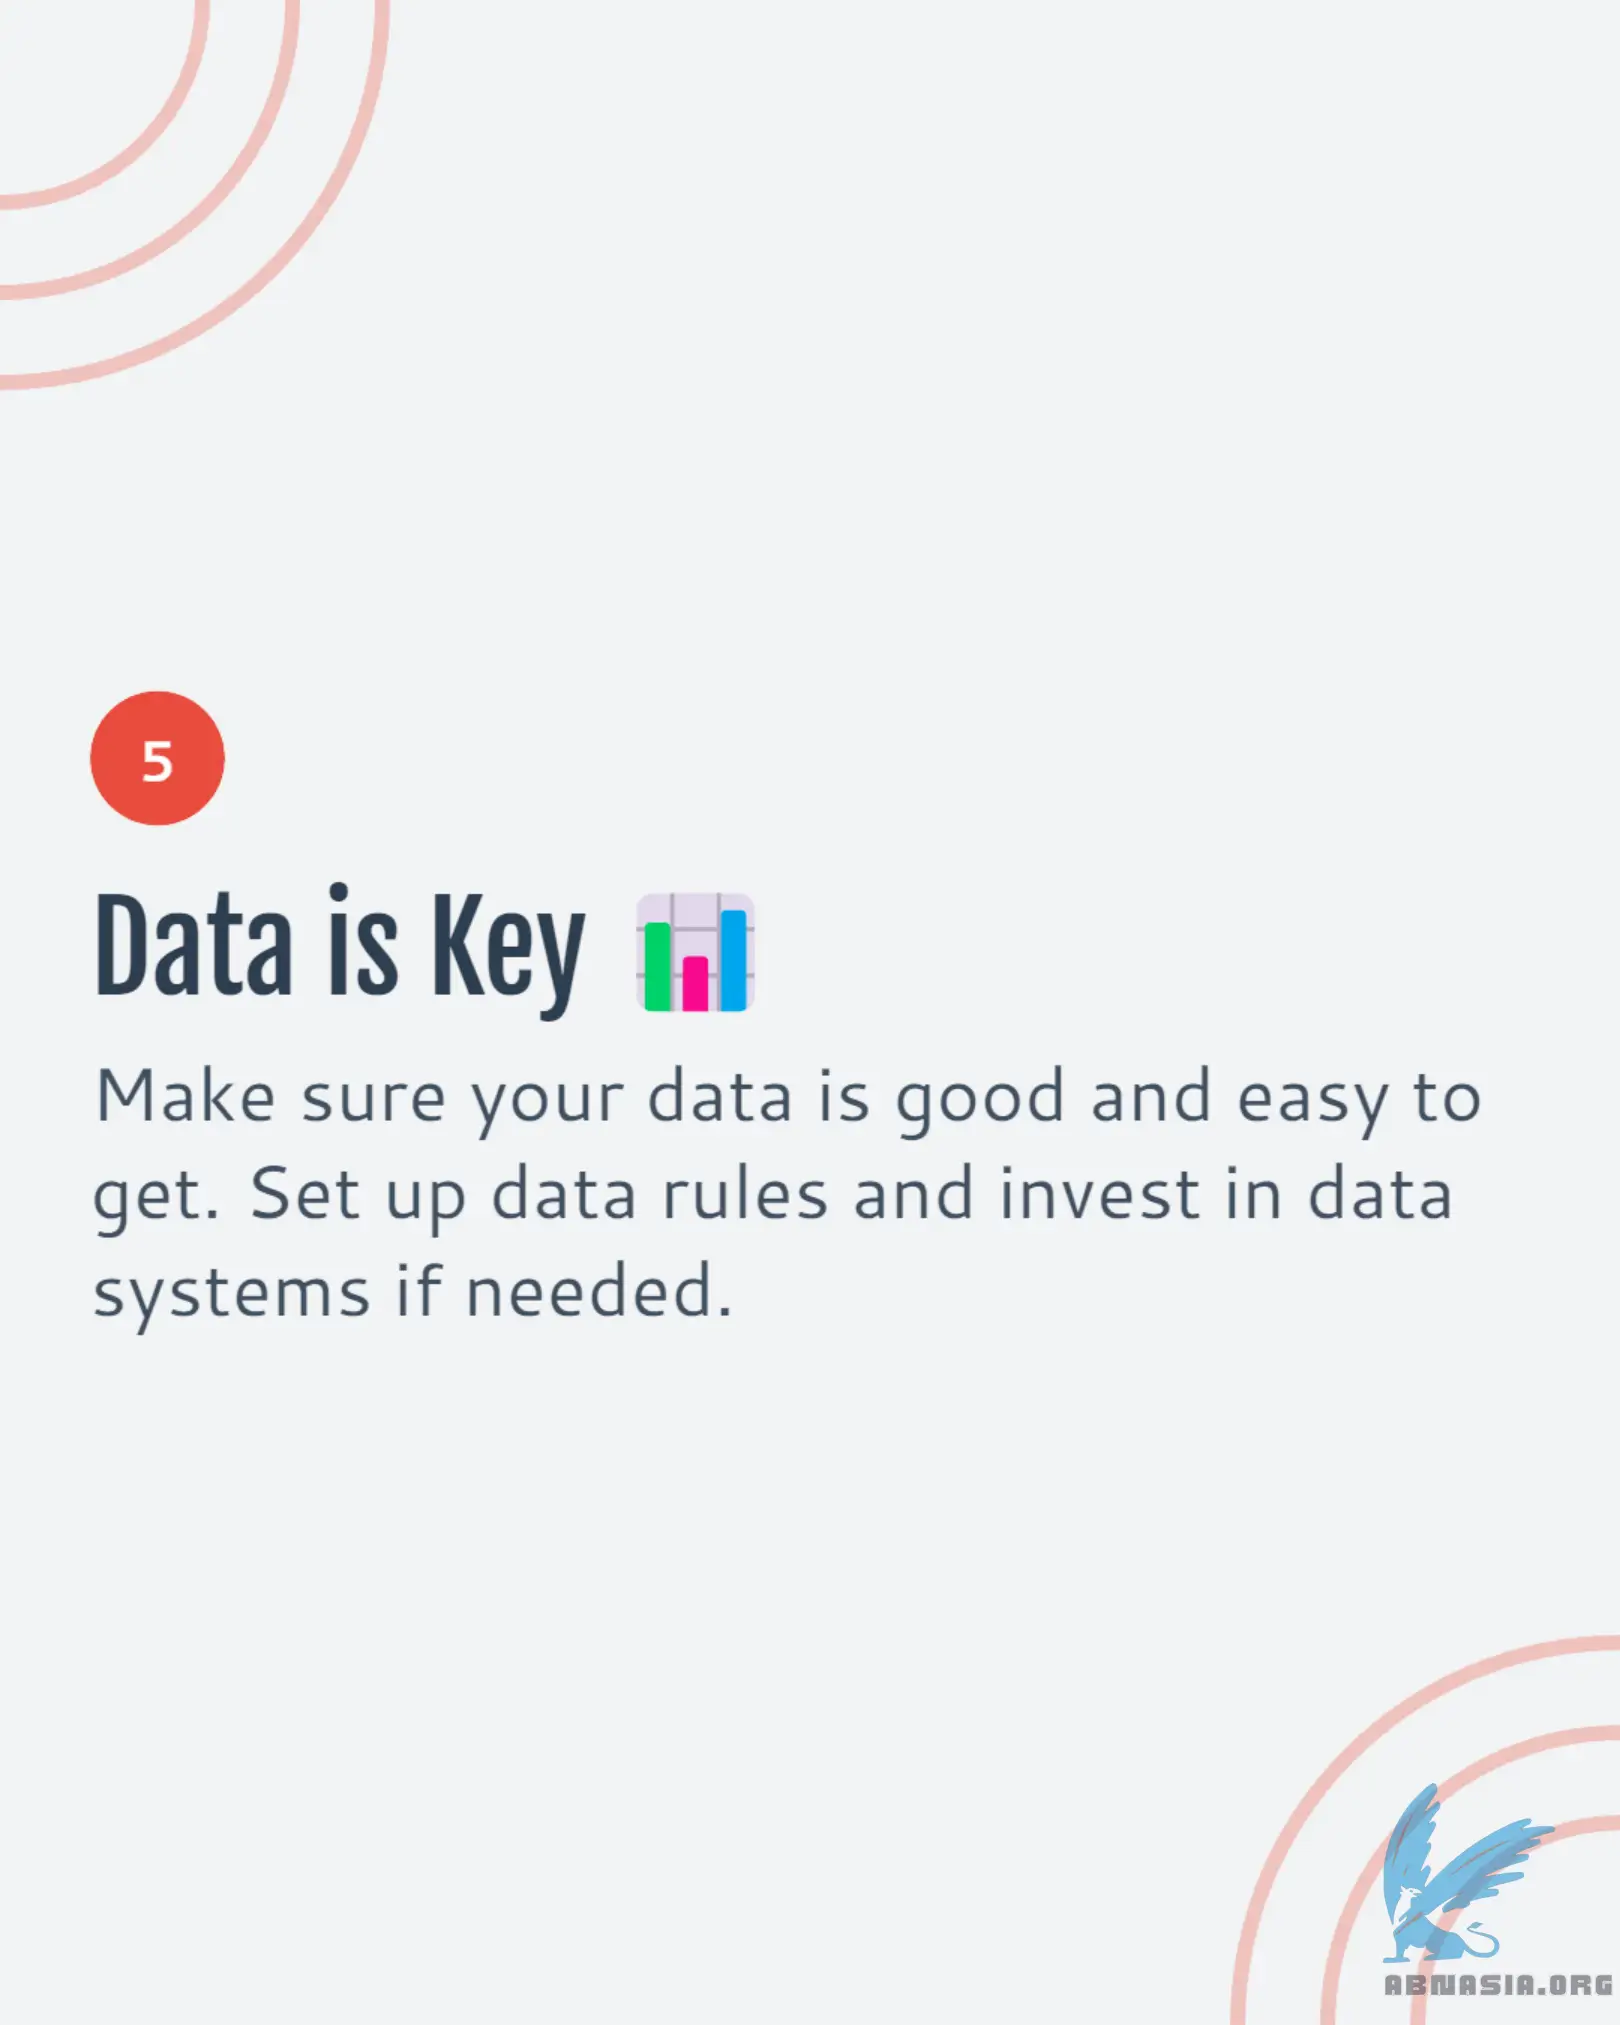 5
Data is Key
Make sure your data is good and easy to
get. Set up data rules and invest in data
systems if needed.
ABNASIA.ORG